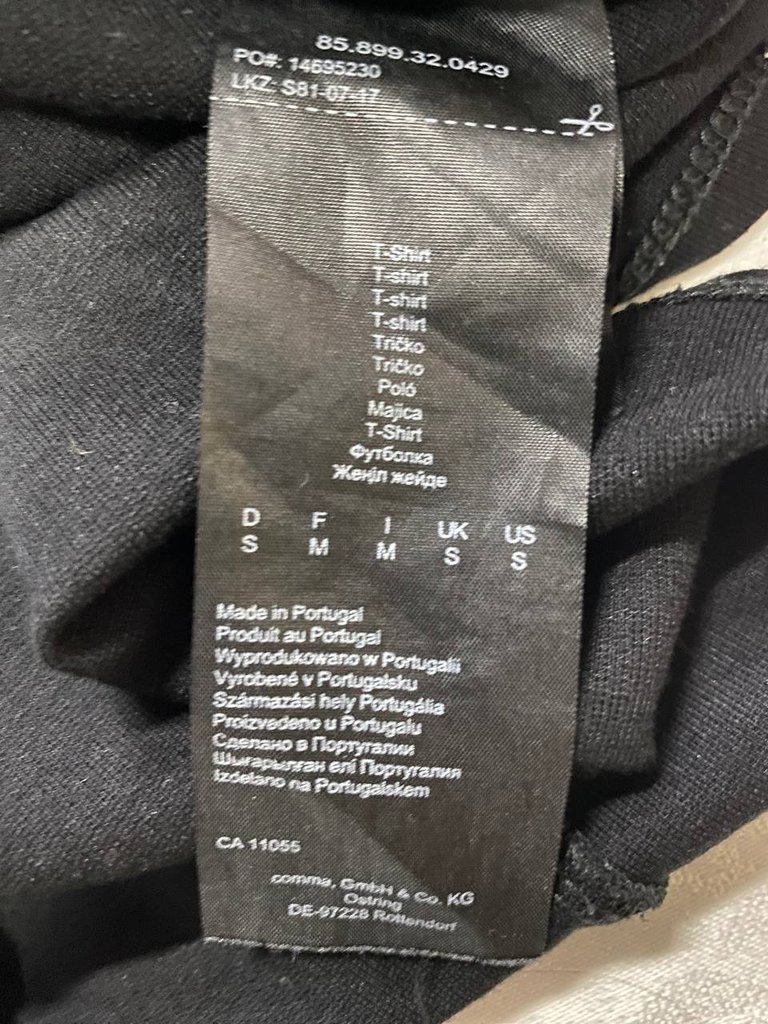 85.899.32.0429
PO#: 14695230
LKZ- S81-07-17
T-Shirt
T-shirt
T-shirt
T-shirt
Tričko
Tričko
Poló
Majica
T-Shirt
Футболка
Жеңіл жейде
D F I UK US
S M M S S
Made in Portugal
Produit au Portugal
Wyprodukowano w Portugalii
Vyrobené v Portugalsku
Származási hely Portugália
Proizvedeno u Portugalu
Сделано в Португалии
Шығарылған елі Португалия
Izdelano na Portugalskem
CA 11055
comma, GmbH & Co. KG
Ostring
DE-97228 Rottendorf